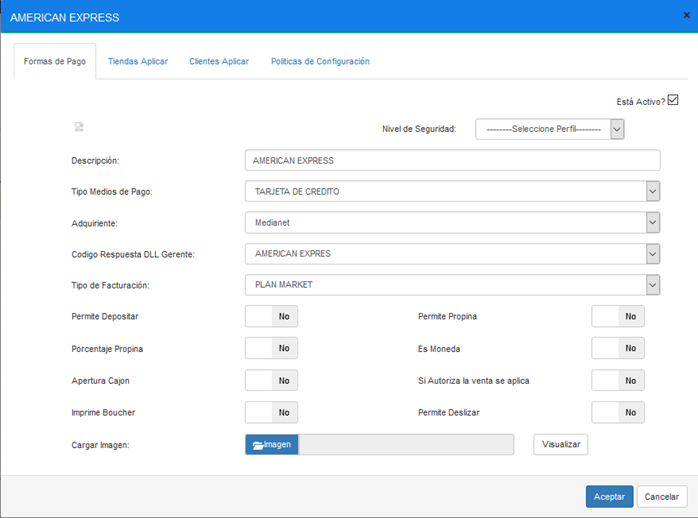 AMERICAN EXPRESS ×
Formas de Pago Tiendas Aplicar Clientes Aplicar Políticas de Configuración
Está Activo?
Nivel de Seguridad: --------Seleccione Perfil--------
Descripción: AMERICAN EXPRESS
Tipo Medios de Pago: TARJETA DE CREDITO
Adquiriente: Medianet
Codigo Respuesta DLL Gerente: AMERICAN EXPRES
Tipo de Facturación: PLAN MARKET
Permite Depositar No Permite Propina No
Porcentaje Propina No Es Moneda No
Apertura Cajon No Si Autoriza la venta se aplica No
Imprime Boucher No Permite Deslizar No
Cargar Imagen: Imagen Visualizar
Aceptar Cancelar